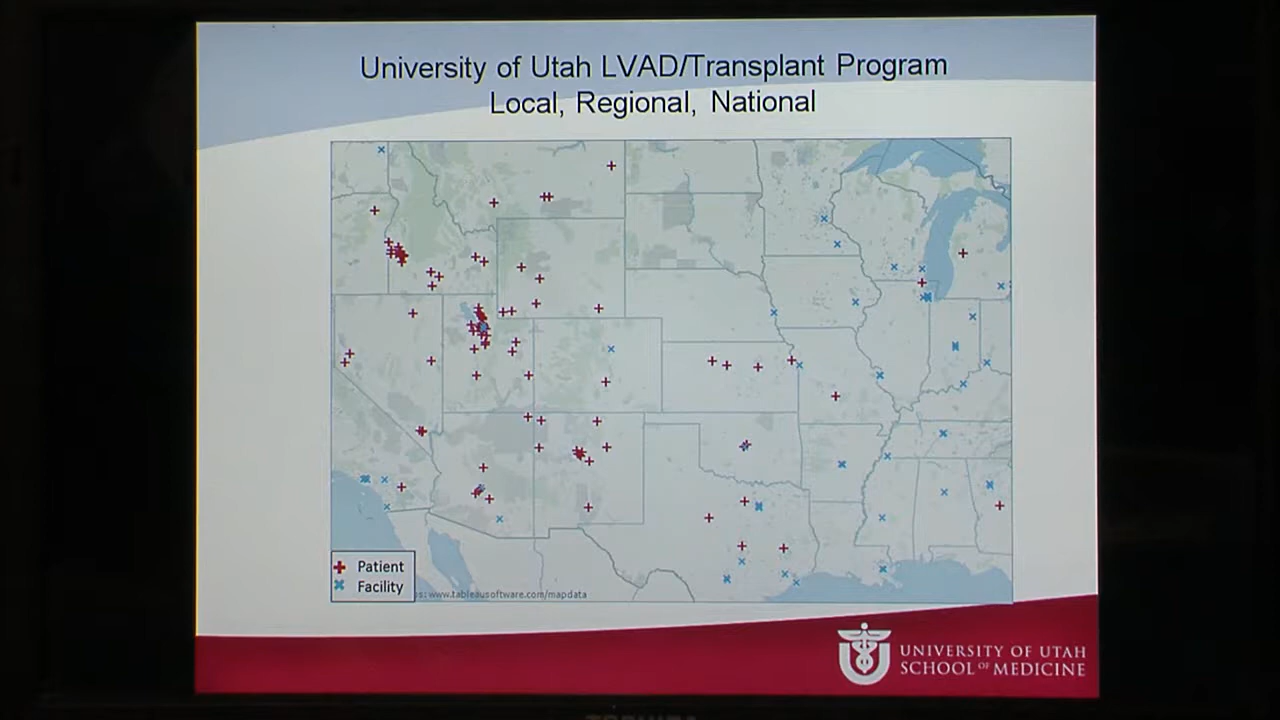 University of Utah LVAD/Transplant Program
Local, Regional, National
Patient
Facility
www.tableausoftware.com/mapdata
UNIVERSITY OF UTAH
SCHOOL OF MEDICINE